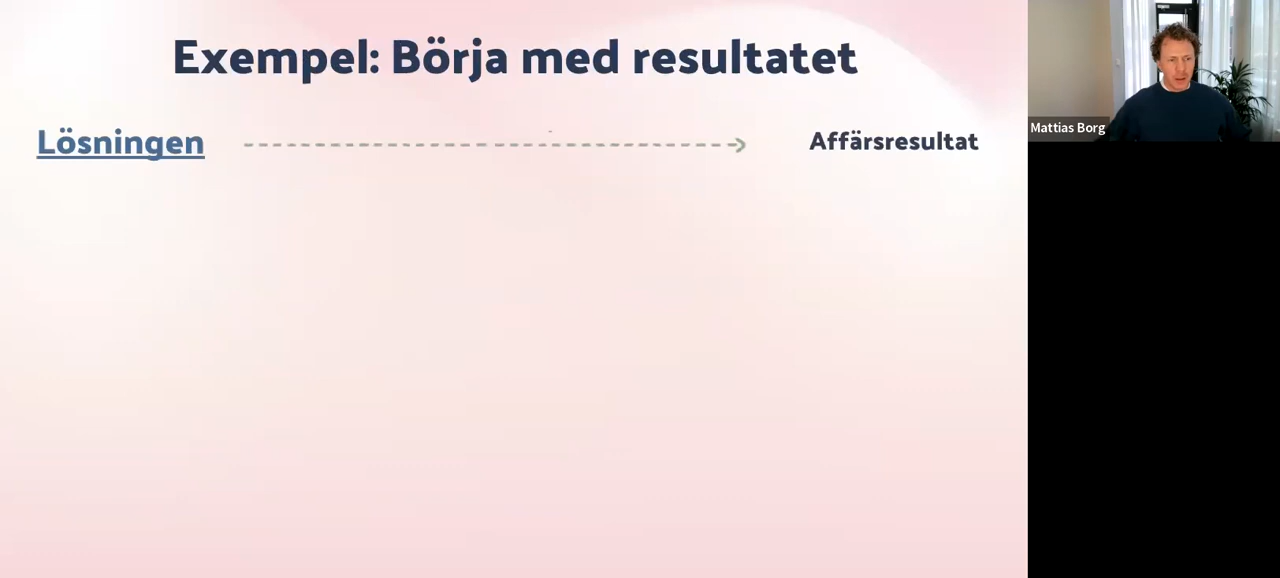 Exempel: Börja med resultatet
Lösningen
Affärsresultat
Mattias Borg